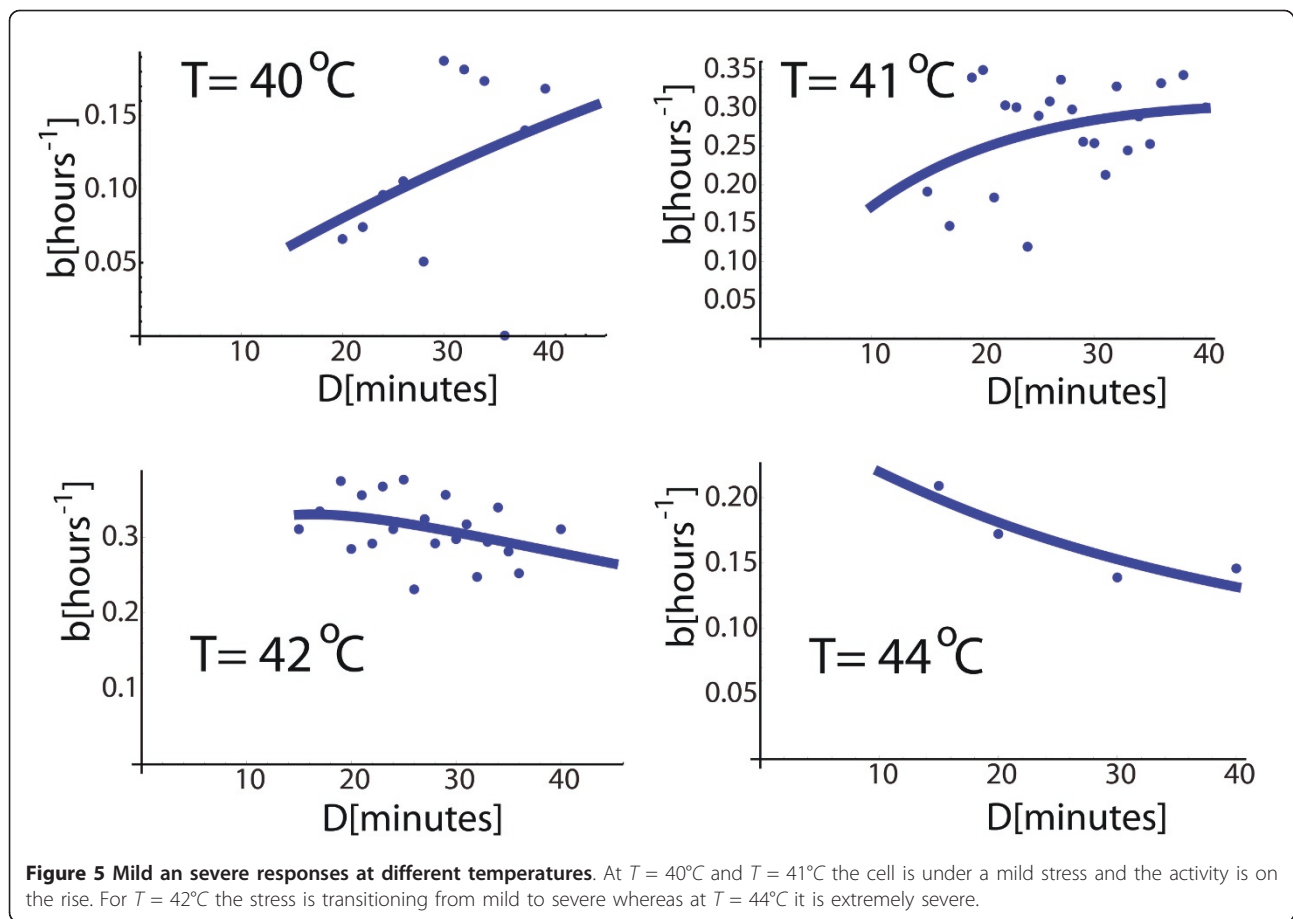 T= 40 °C
b[hours⁻¹]
0.15
0.10
0.05
10 20 30 40
D[minutes]
T= 41 °C
b[hours⁻¹]
0.35
0.30
0.25
0.20
0.15
0.10
0.05
10 20 30 40
D[minutes]
T= 42 °C
b[hours⁻¹]
0.3
0.2
0.1
10 20 30 40
D[minutes]
T= 44 °C
b[hours⁻¹]
0.20
0.15
0.10
0.05
10 20 30 40
D[minutes]
Figure 5 Mild an severe responses at different temperatures. At T = 40°C and T = 41°C the cell is under a mild stress and the activity is on
the rise. For T = 42°C the stress is transitioning from mild to severe whereas at T = 44°C it is extremely severe.